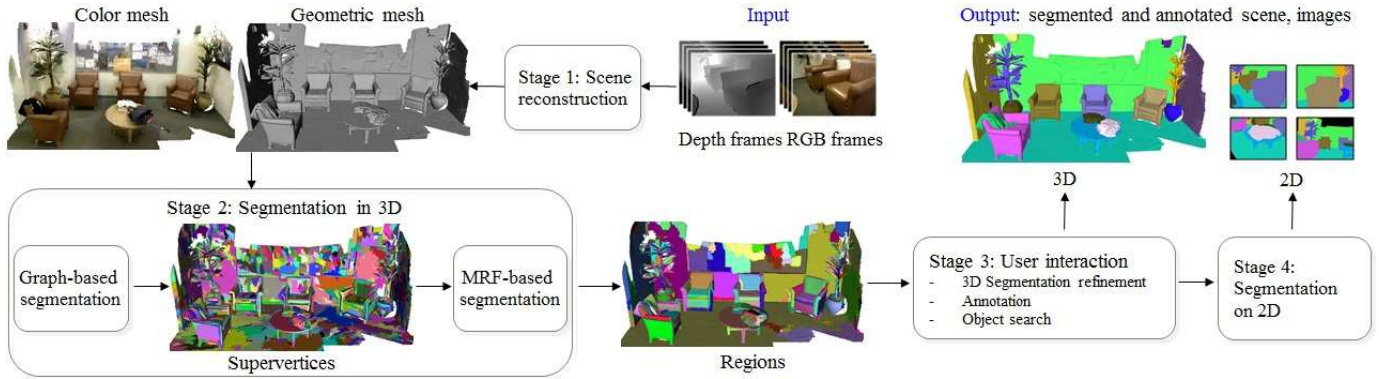 Color mesh
Geometric mesh
Input
Output: segmented and annotated scene, images
Stage 1: Scene
reconstruction
Depth frames RGB frames
3D
2D
Stage 2: Segmentation in 3D
Graph-based
segmentation
MRF-based
segmentation
Supervertices
Regions
Stage 3: User interaction
- 3D Segmentation refinement
- Annotation
- Object search
Stage 4:
Segmentation
on 2D